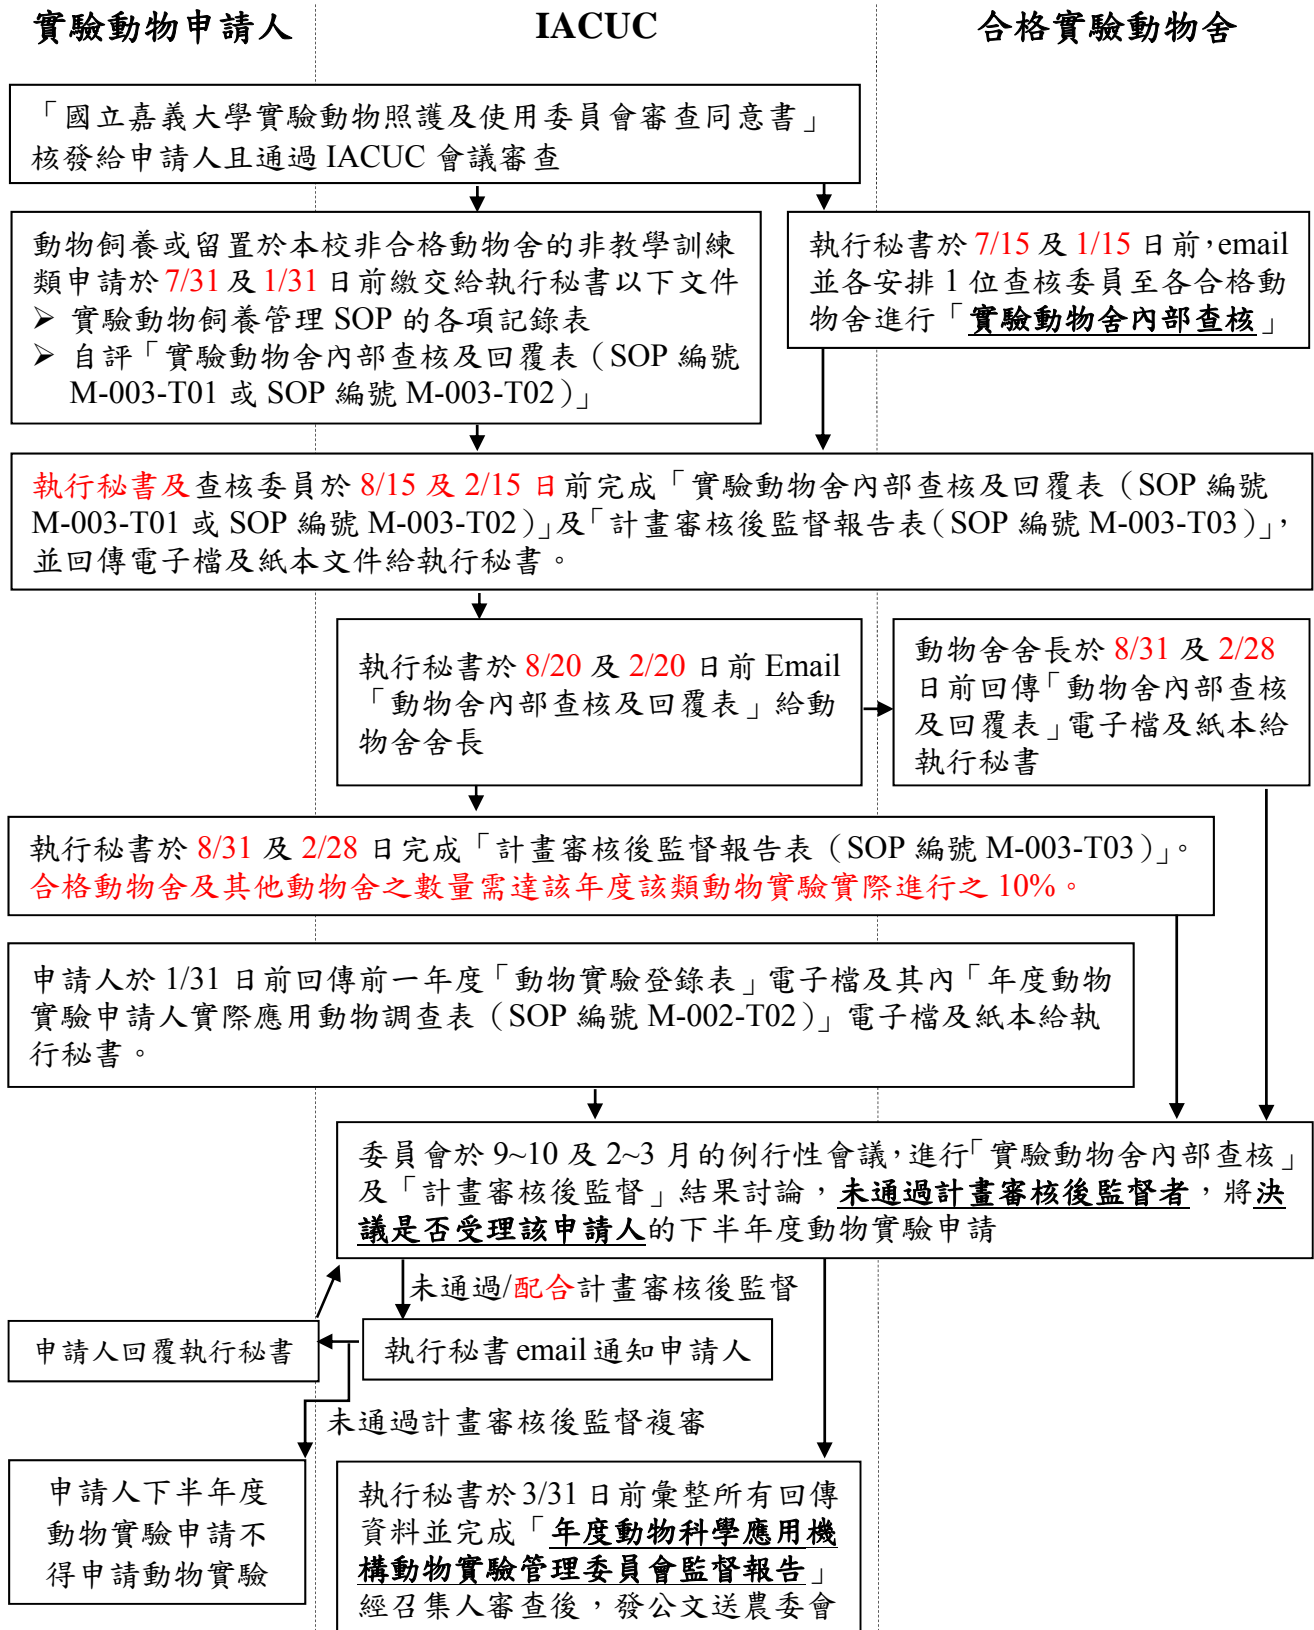 實驗動物申請人
IACUC
合格實驗動物舍
「國立嘉義大學實驗動物照護及使用委員會審查同意書」
核發給申請人且通過 IACUC 會議審查
動物飼養或留置於本校非合格動物舍的非教學訓練
類申請於 7/31 及 1/31 日前繳交給執行秘書以下文件
➢ 實驗動物飼養管理 SOP 的各項記錄表
➢ 自評「實驗動物舍內部查核及回覆表（SOP 編號
M-003-T01 或 SOP 編號 M-003-T02）」
執行秘書於 7/15 及 1/15 日前，email
並各安排 1 位查核委員至各合格動
物舍進行「實驗動物舍內部查核」
執行秘書及查核委員於 8/15 及 2/15 日前完成「實驗動物舍內部查核及回覆表（SOP 編號
M-003-T01 或 SOP 編號 M-003-T02）」及「計畫審核後監督報告表（SOP 編號 M-003-T03）」，
並回傳電子檔及紙本文件給執行秘書。
執行秘書於 8/20 及 2/20 日前 Email
「動物舍內部查核及回覆表」給動
物舍舍長
動物舍舍長於 8/31 及 2/28
日前回傳「動物舍內部查核
及回覆表」電子檔及紙本給
執行秘書
執行秘書於 8/31 及 2/28 日完成「計畫審核後監督報告表（SOP 編號 M-003-T03）」。
合格動物舍及其他動物舍之數量需達該年度該類動物實驗實際進行之 10%。
申請人於 1/31 日前回傳前一年度「動物實驗登錄表」電子檔及其內「年度動物
實驗申請人實際應用動物調查表（SOP 編號 M-002-T02）」電子檔及紙本給執
行秘書。
委員會於 9~10 及 2~3 月的例行性會議，進行「實驗動物舍內部查核」
及「計畫審核後監督」結果討論，未通過計畫審核後監督者，將決
議是否受理該申請人的下半年度動物實驗申請
未通過/配合計畫審核後監督
申請人回覆執行秘書
執行秘書 email 通知申請人
未通過計畫審核後監督複審
申請人下半年度
動物實驗申請不
得申請動物實驗
執行秘書於 3/31 日前彙整所有回傳
資料並完成「年度動物科學應用機
構動物實驗管理委員會監督報告」
經召集人審查後，發公文送農委會